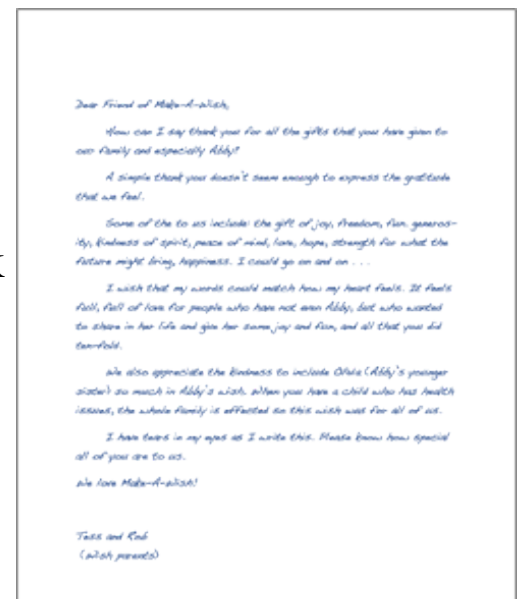 Dear Friend of Make-A-Wish,
How can I say thank you for all the gifts that you have given to
our family and especially Abby?
A simple thank you doesn't seem enough to express the gratitude
that we feel.
Some of the to us include: the gift of joy, freedom, fun, generos-
ity, kindness of spirit, peace of mind, love, hope, strength for what the
future might bring, happiness. I could go on and on . . .
I wish that my words could match how my heart feels. It feels
full, full of love for people who have not even Abby, but who wanted
to share in her life and give her some joy and fun, and all that you did
ten-fold.
We also appreciate the kindness to include (Abby's younger
sister) so much in Abby's wish. When you have a child who has health
issues, the whole family is effected so this wish was for all of us.
I have tears in my eyes as I write this. Please know how special
all of you are to us.
We love Make-A-Wish!
Tess and Rob
(wish parents)